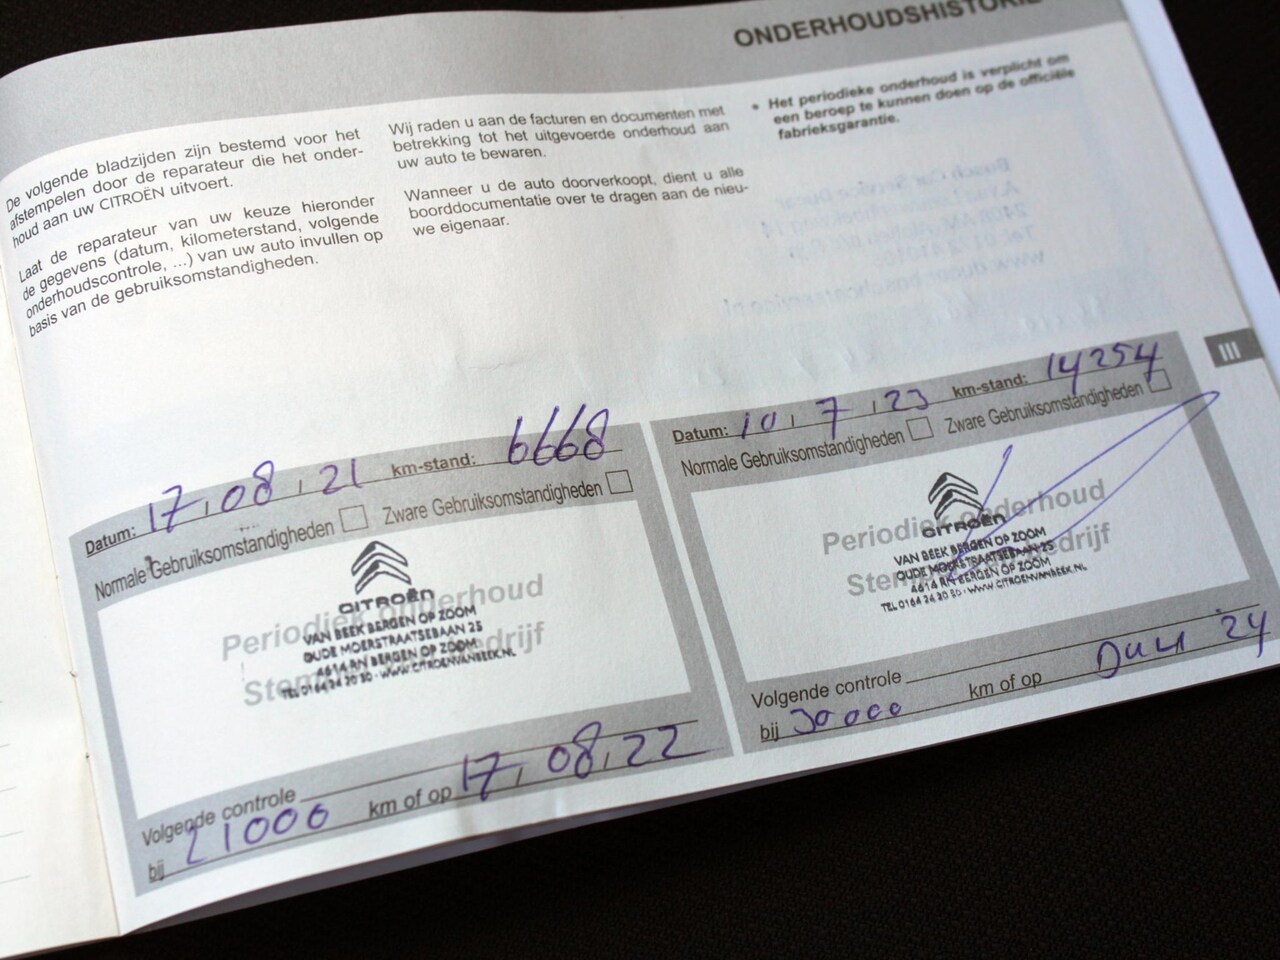 ONDERHOUDSHISTORIE
De volgende bladzijden zijn bestemd voor het
afstempelen door de reparateur die het onder-
houd aan uw CITROËN uitvoert.
Laat de reparateur van uw keuze hieronder
de gegevens (datum, kilometerstand, volgende
onderhoudscontrole, ...) van uw auto invullen op
basis van de gebruiksomstandigheden.
Wij raden u aan de facturen en documenten met
betrekking tot het uitgevoerde onderhoud aan
uw auto te bewaren.
Wanneer u de auto doorverkoopt, dient u alle
boorddocumentatie over te dragen aan de nieu-
we eigenaar.
• Het periodieke onderhoud is verplicht om
een beroep te kunnen doen op de officiële
fabrieksgarantie.
III
Datum: 17, 08, 21 km-stand: 6668
Normale Gebruiksomstandigheden Zware Gebruiksomstandigheden
Periodiek onderhoud
CITROËN
VAN BEEK BERGEN OP ZOOM
OUDE MOERSTRAATSEBAAN 25
4614 RN BERGEN OP ZOOM
TEL 0164 24 20 50 · WWW.CITROENVANBEEK.NL
Volgende controle
bij 21000 km of op 17, 08, 22
Datum: 10, 7, 23 km-stand: 14254
Normale Gebruiksomstandigheden Zware Gebruiksomstandigheden
Periodiek onderhoud
CITROËN
VAN BEEK BERGEN OP ZOOM
OUDE MOERSTRAATSEBAAN 25
4614 RN BERGEN OP ZOOM
TEL 0164 24 20 50 · WWW.CITROENVANBEEK.NL
Volgende controle
bij 30000 km of op Juli 24